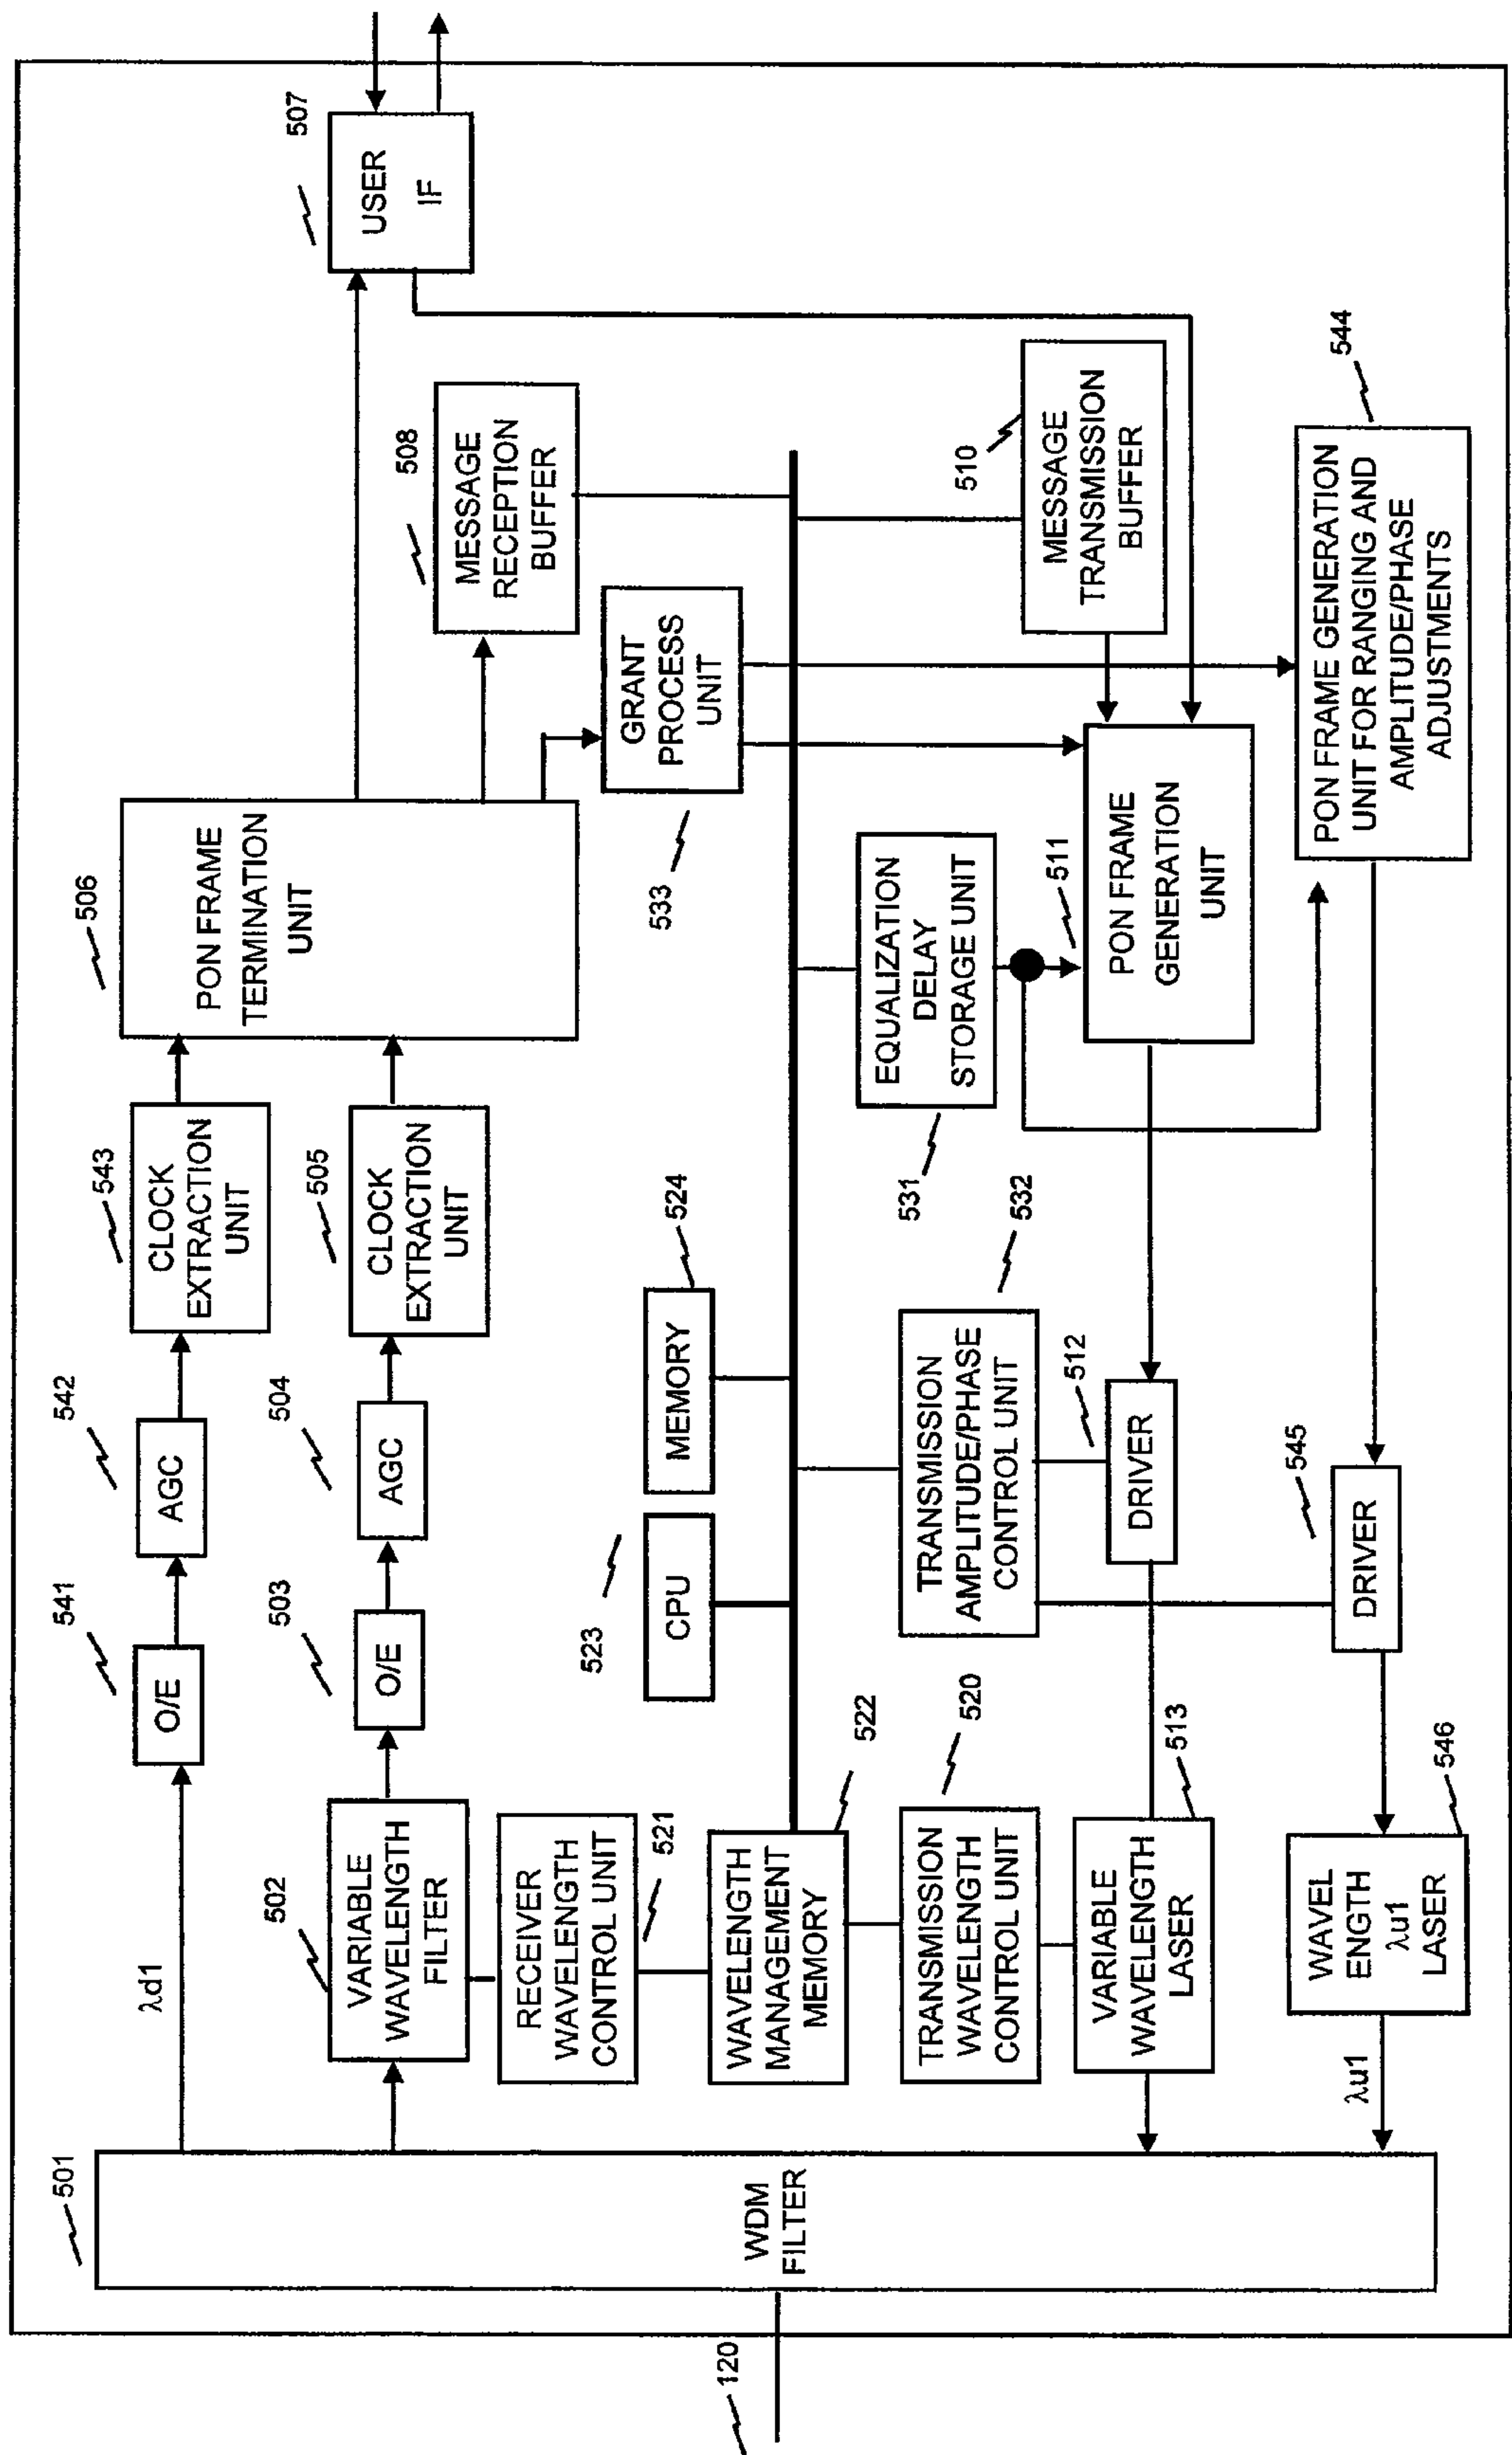 120
501
WDM
FILTER
λd1
541
O/E
542
AGC
543
CLOCK
EXTRACTION
UNIT
502
VARIABLE
WAVELENGTH
FILTER
503
O/E
504
AGC
505
CLOCK
EXTRACTION
UNIT
506
PON FRAME
TERMINATION
UNIT
507
USER
IF
508
MESSAGE
RECEPTION
BUFFER
RECEIVER
WAVELENGTH
CONTROL UNIT
521
523
CPU
MEMORY
524
533
GRANT
PROCESS
UNIT
WAVELENGTH
MANAGEMENT
MEMORY
522
TRANSMISSION
WAVELENGTH
CONTROL UNIT
520
TRANSMISSION
AMPLITUDE/PHASE
CONTROL UNIT
532
531
EQUALIZATION
DELAY
STORAGE UNIT
510
MESSAGE
TRANSMISSION
BUFFER
VARIABLE
WAVELENGTH
LASER
513
DRIVER
512
511
PON FRAME
GENERATION
UNIT
λu1
WAVEL
ENGTH
λu1
LASER
546
DRIVER
545
PON FRAME GENERATION
UNIT FOR RANGING AND
AMPLITUDE/PHASE
ADJUSTMENTS
544